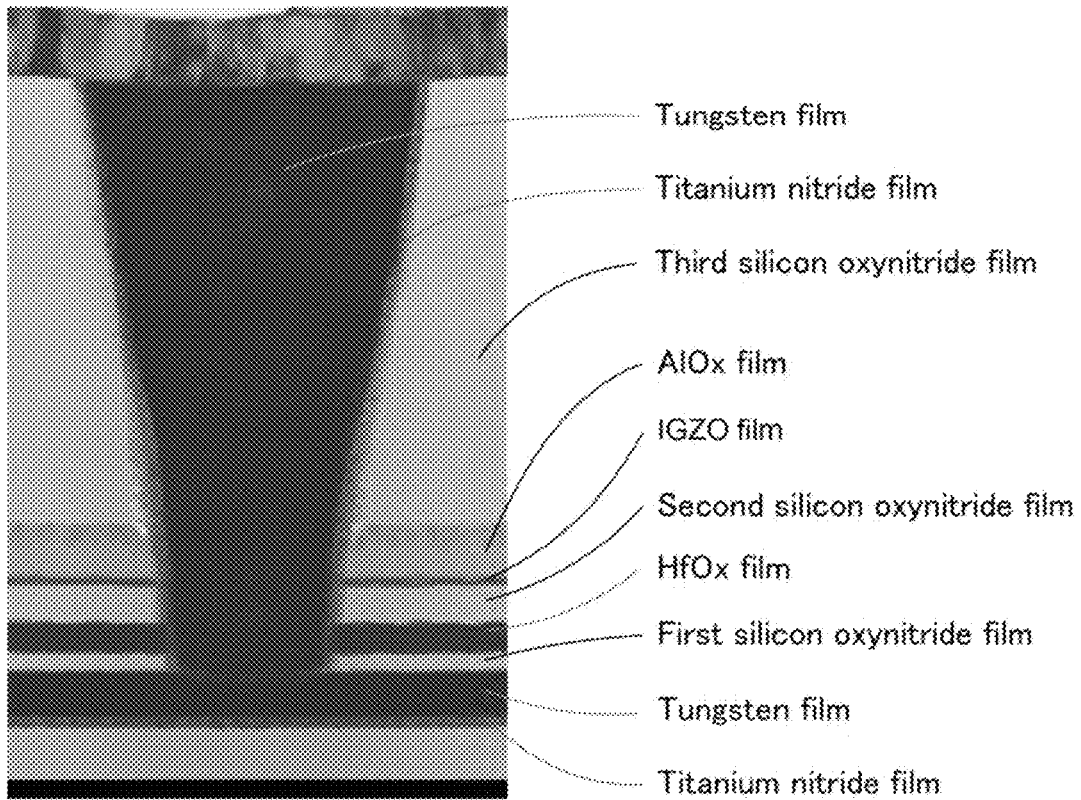 Tungsten film
Titanium nitride film
Third silicon oxynitride film
AlOx film
IGZO film
Second silicon oxynitride film
HfOx film
First silicon oxynitride film
Tungsten film
Titanium nitride film